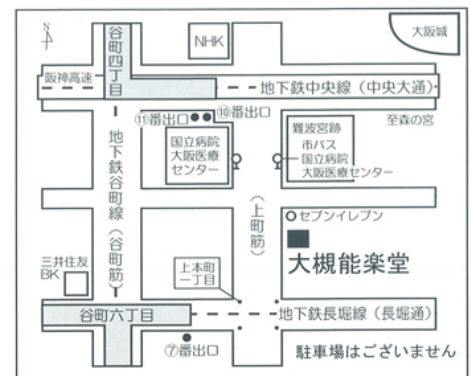 N
谷町四丁目
NHK
大阪城
阪神高速
地下鉄中央線（中央大通）
⑪番出口
⑩番出口
至森の宮
国立病院
大阪医療
センター
難波宮跡
市バス
国立病院
大阪医療センター
地下鉄谷町線（谷町筋）
（上町筋）
セブンイレブン
大槻能楽堂
三井住友
BK
上本町
一丁目
谷町六丁目
地下鉄長堀線（長堀通）
⑦番出口
駐車場はございません